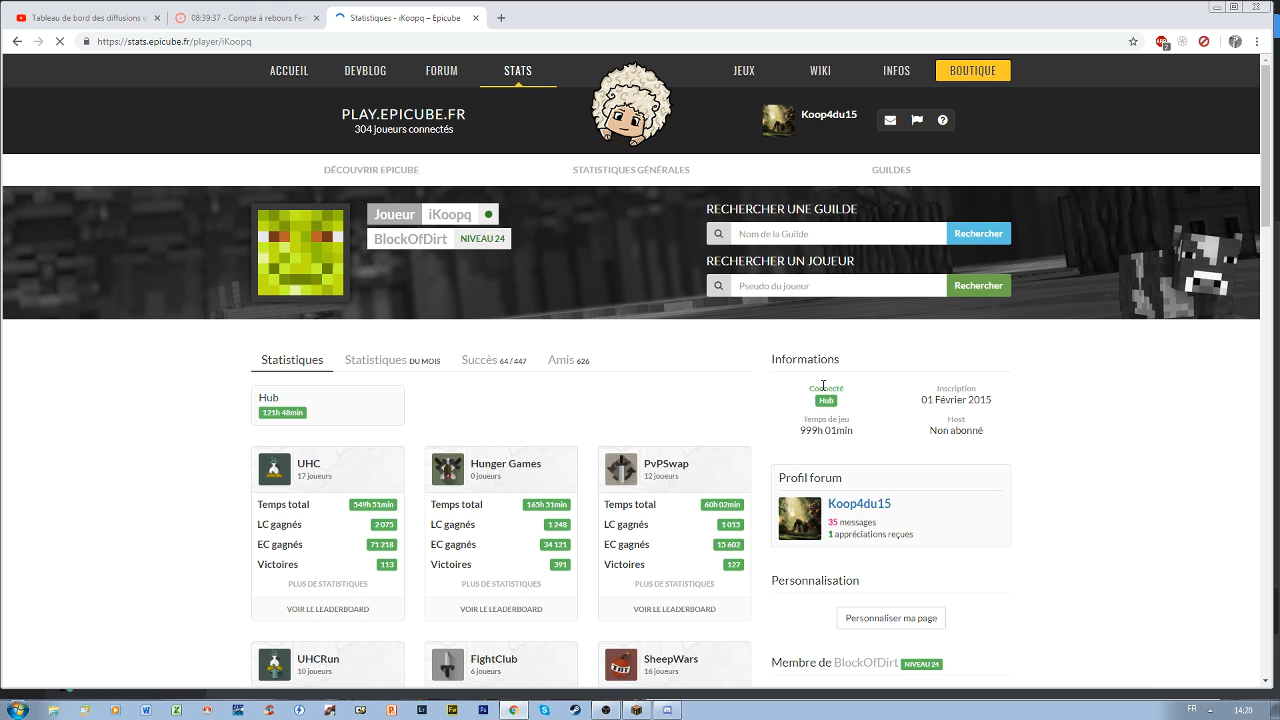 Tableau de bord des diffusions e
08:39:37 - Compte à rebours Fer
Statistiques - iKoopq – Epicube
https://stats.epicube.fr/player/iKoopq
ACCUEIL DEVBLOG FORUM STATS JEUX WIKI INFOS BOUTIQUE
PLAY.EPICUBE.FR
304 joueurs connectés
Koop4du15
DÉCOUVRIR EPICUBE STATISTIQUES GÉNÉRALES GUILDES
Joueur iKoopq
BlockOfDirt NIVEAU 24
RECHERCHER UNE GUILDE
Nom de la Guilde Rechercher
RECHERCHER UN JOUEUR
Pseudo du joueur Rechercher
Statistiques Statistiques DU MOIS Succès 64 / 447 Amis 626
Hub
121h 48min
UHC
17 joueurs
Temps total 549h 51min
LC gagnés 2 075
EC gagnés 71 218
Victoires 113
PLUS DE STATISTIQUES
VOIR LE LEADERBOARD
Hunger Games
0 joueurs
Temps total 165h 51min
LC gagnés 1 248
EC gagnés 34 121
Victoires 391
PLUS DE STATISTIQUES
VOIR LE LEADERBOARD
PvPSwap
12 joueurs
Temps total 60h 02min
LC gagnés 1 015
EC gagnés 15 602
Victoires 127
PLUS DE STATISTIQUES
VOIR LE LEADERBOARD
UHCRun
10 joueurs
FightClub
6 joueurs
SheepWars
16 joueurs
Informations
Connecté
Hub
Inscription
01 Février 2015
Temps de jeu
999h 01min
Host
Non abonné
Profil forum
Koop4du15
35 messages
1 appréciations reçues
Personnalisation
Personnaliser ma page
Membre de BlockOfDirt NIVEAU 24
FR 14:20